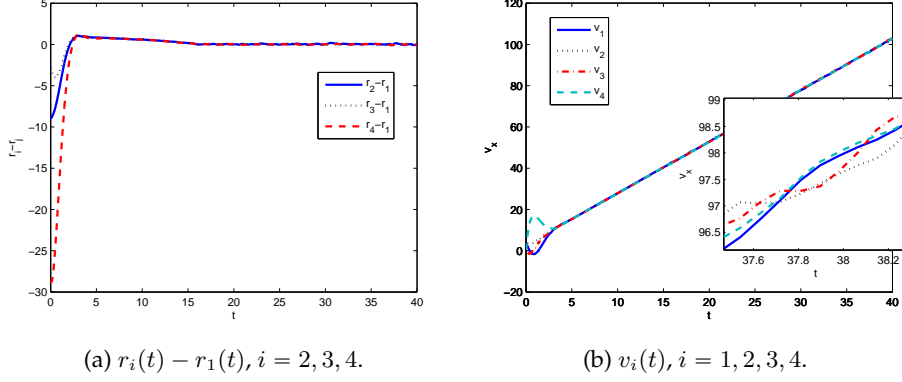 5
0
−5
−10
−15
−20
−25
−30
0 5 10 15 20 25 30 35 40
t
r_i−r_j
r_2−r_1
r_3−r_1
r_4−r_1
(a) r_i(t) − r_1(t), i = 2, 3, 4.
120
100
80
60
40
20
0
−20
0 5 10 15 20 25 30 35 40
t
v_x
v_1
v_2
v_3
v_4
99
98.5
98
97.5
97
96.5
37.6 37.8 38 38.2
t
v_x
(b) v_i(t), i = 1, 2, 3, 4.